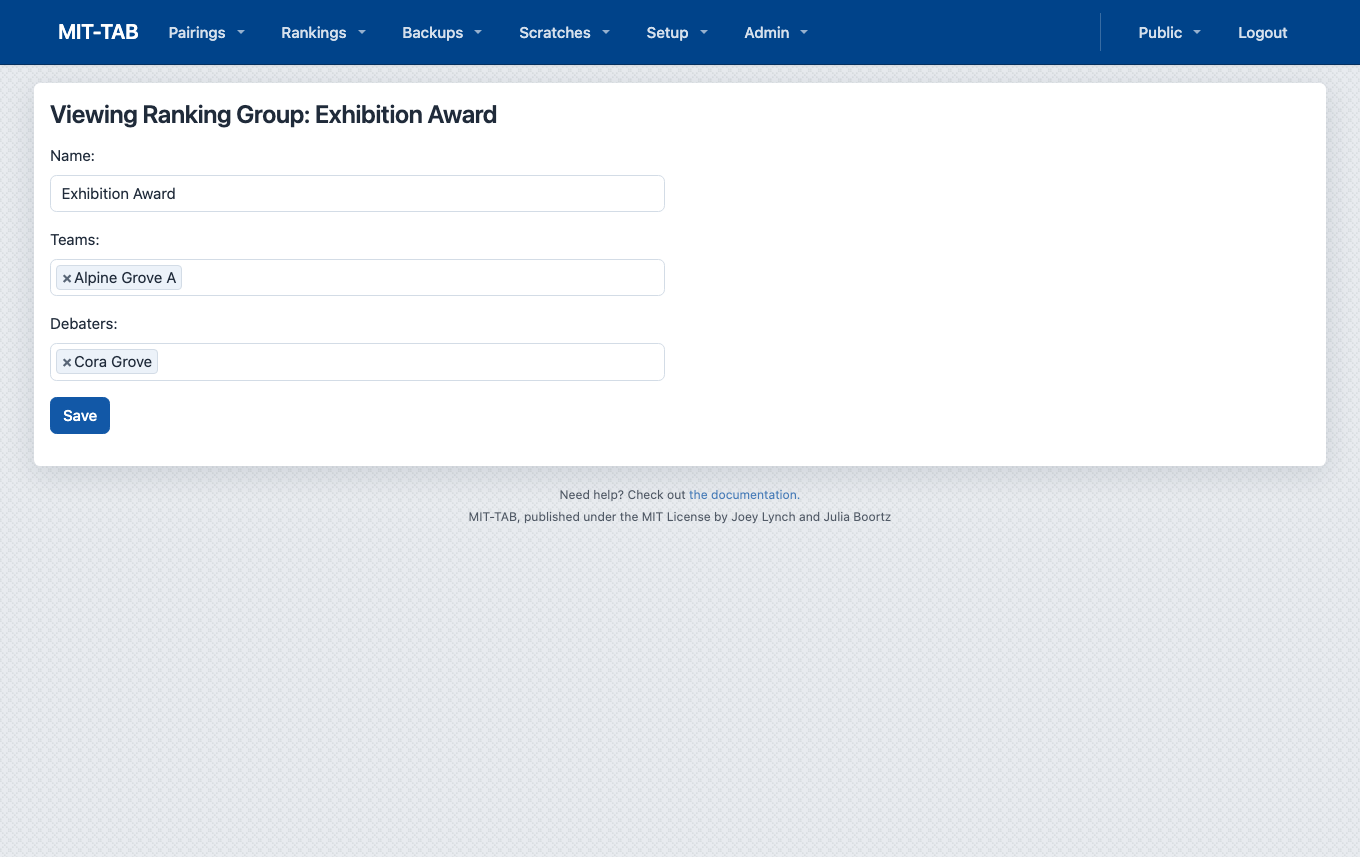 MIT-TAB Pairings Rankings Backups Scratches Setup Admin Public Logout
Viewing Ranking Group: Exhibition Award
Name:
Exhibition Award
Teams:
×Alpine Grove A
Debaters:
×Cora Grove
Save
Need help? Check out the documentation.
MIT-TAB, published under the MIT License by Joey Lynch and Julia Boortz